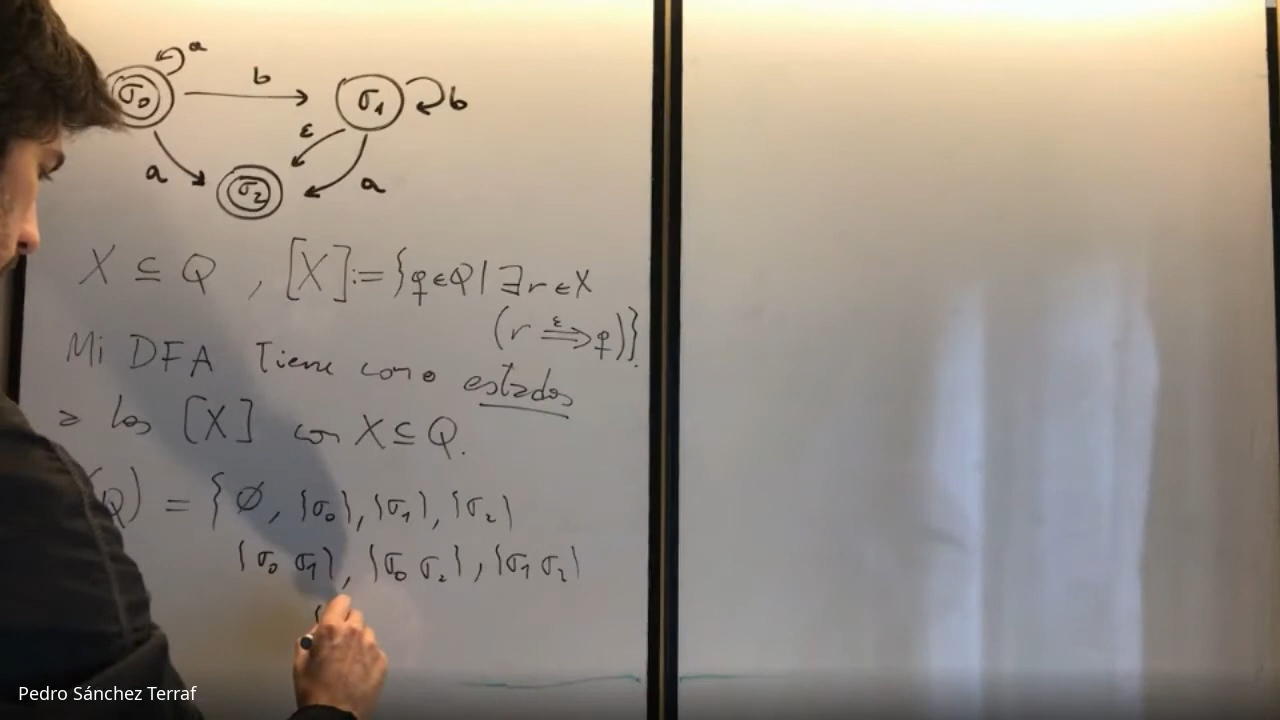 a
σ₀ b σ₁ b
ε
a σ₂ a
X ⊆ Q , [X] := {q∈Q | ∃r∈X
(r ⇒^ε q)}.
Mi DFA Tiene como estados
a los [X] con X ⊆ Q.
Q) = { ∅, {σ₀}, {σ₁}, {σ₂}
{σ₀ σ₁}, {σ₀ σ₂}, {σ₁ σ₂}
{
Pedro Sánchez Terraf